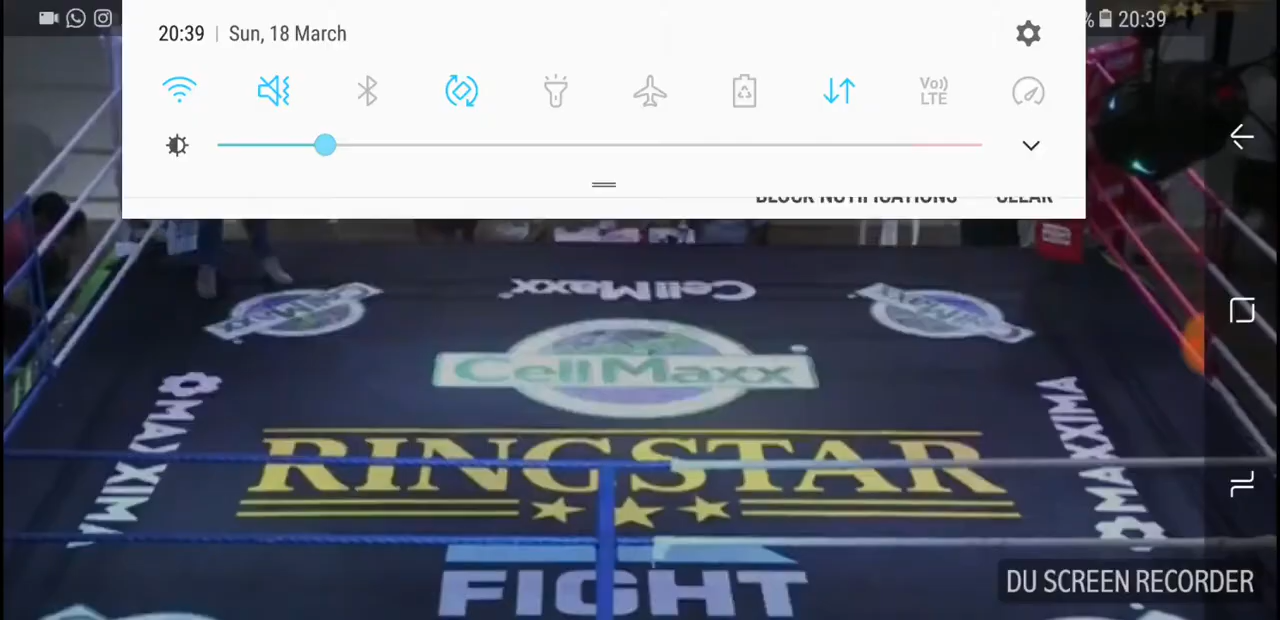 20:39 | Sun, 18 March
% 20:39
Vo))
LTE
BLOCK NOTIFICATIONS CLEAR
CellMaxx
CellMaxx
MAXXIMA
MAXXIMA
RINGSTAR
FIGHT
DU SCREEN RECORDER